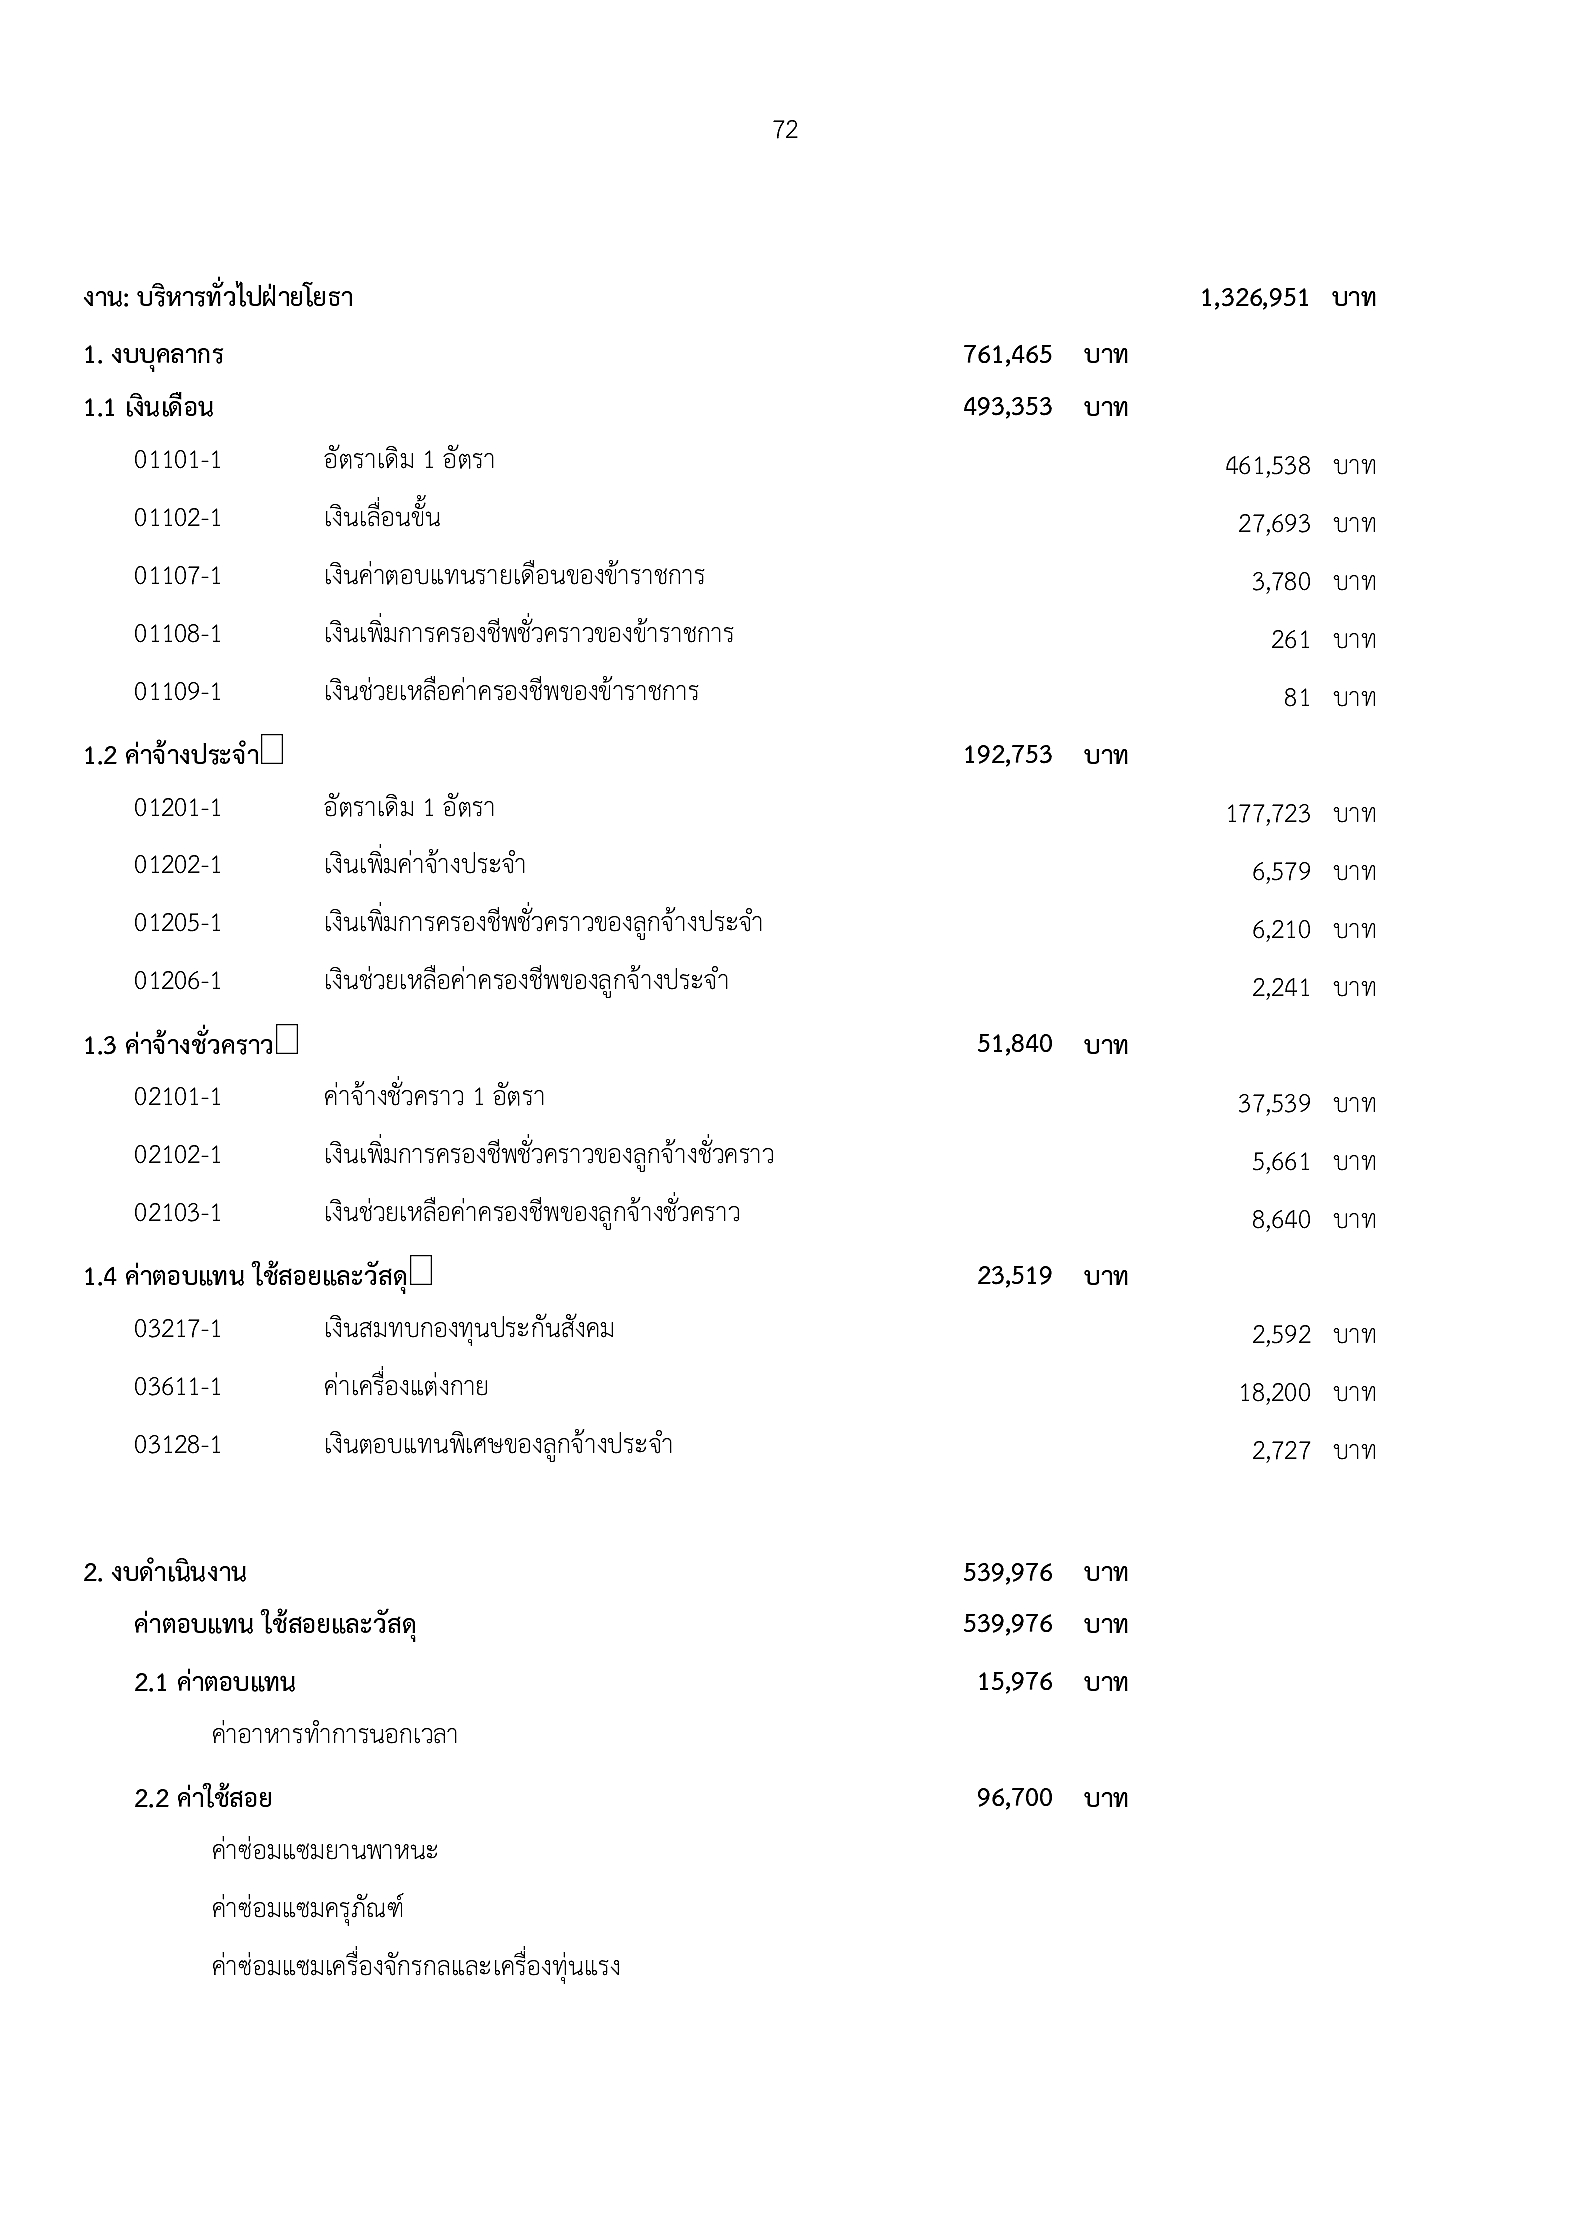 72
งาน: บริหารทั่วไปฝ่ายโยธา 1,326,951 บาท
1. งบบุคลากร 761,465 บาท
1.1 เงินเดือน 493,353 บาท
01101-1 อัตราเดิม 1 อัตรา 461,538 บาท
01102-1 เงินเลื่อนขั้น 27,693 บาท
01107-1 เงินค่าตอบแทนรายเดือนของข้าราชการ 3,780 บาท
01108-1 เงินเพิ่มการครองชีพชั่วคราวของข้าราชการ 261 บาท
01109-1 เงินช่วยเหลือค่าครองชีพของข้าราชการ 81 บาท
1.2 ค่าจ้างประจำ 192,753 บาท
01201-1 อัตราเดิม 1 อัตรา 177,723 บาท
01202-1 เงินเพิ่มค่าจ้างประจำ 6,579 บาท
01205-1 เงินเพิ่มการครองชีพชั่วคราวของลูกจ้างประจำ 6,210 บาท
01206-1 เงินช่วยเหลือค่าครองชีพของลูกจ้างประจำ 2,241 บาท
1.3 ค่าจ้างชั่วคราว 51,840 บาท
02101-1 ค่าจ้างชั่วคราว 1 อัตรา 37,539 บาท
02102-1 เงินเพิ่มการครองชีพชั่วคราวของลูกจ้างชั่วคราว 5,661 บาท
02103-1 เงินช่วยเหลือค่าครองชีพของลูกจ้างชั่วคราว 8,640 บาท
1.4 ค่าตอบแทน ใช้สอยและวัสดุ 23,519 บาท
03217-1 เงินสมทบกองทุนประกันสังคม 2,592 บาท
03611-1 ค่าเครื่องแต่งกาย 18,200 บาท
03128-1 เงินตอบแทนพิเศษของลูกจ้างประจำ 2,727 บาท
2. งบดำเนินงาน 539,976 บาท
ค่าตอบแทน ใช้สอยและวัสดุ 539,976 บาท
2.1 ค่าตอบแทน 15,976 บาท
ค่าอาหารทำการนอกเวลา
2.2 ค่าใช้สอย 96,700 บาท
ค่าซ่อมแซมยานพาหนะ
ค่าซ่อมแซมครุภัณฑ์
ค่าซ่อมแซมเครื่องจักรกลและเครื่องทุ่นแรง